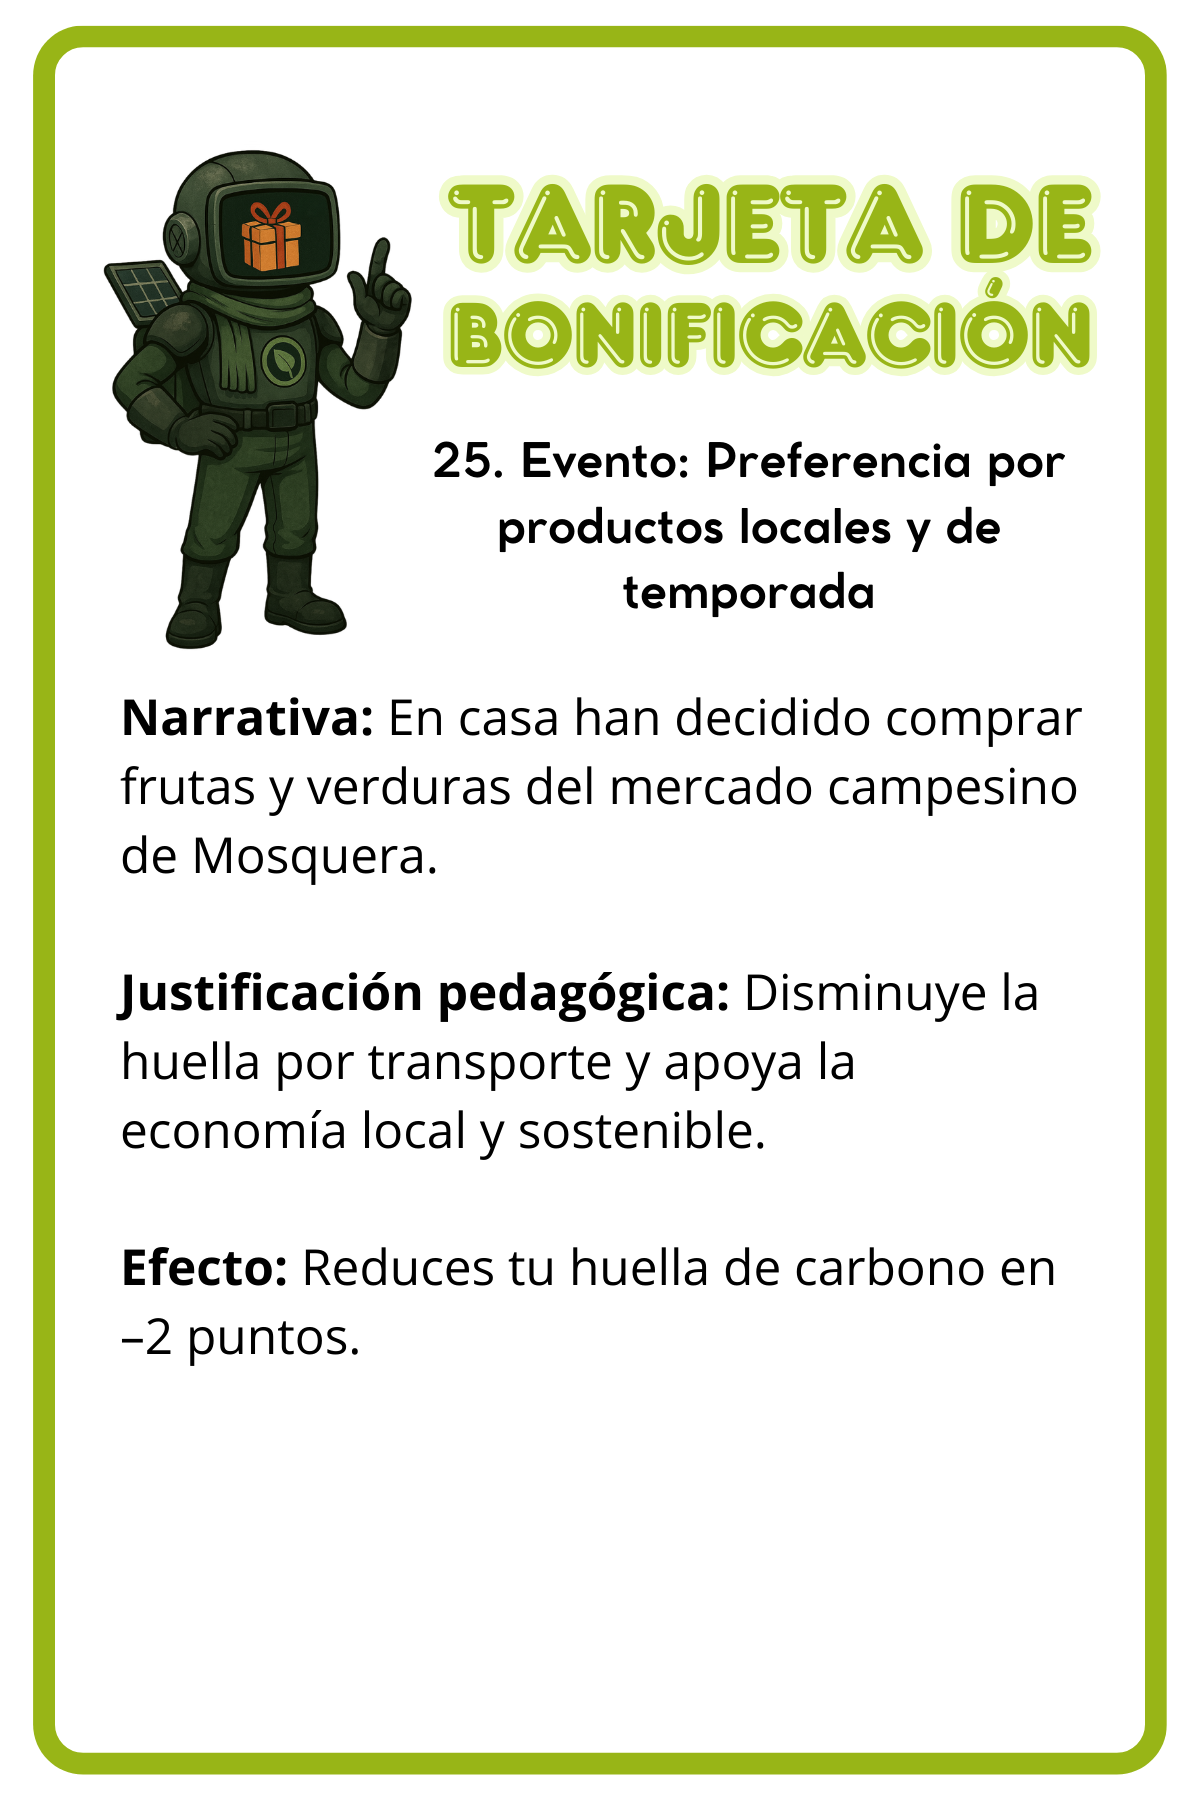 TARJETA DE
BONIFICACIÓN
25. Evento: Preferencia por
productos locales y de
temporada
Narrativa: En casa han decidido comprar
frutas y verduras del mercado campesino
de Mosquera.
Justificación pedagógica: Disminuye la
huella por transporte y apoya la
economía local y sostenible.
Efecto: Reduces tu huella de carbono en
–2 puntos.